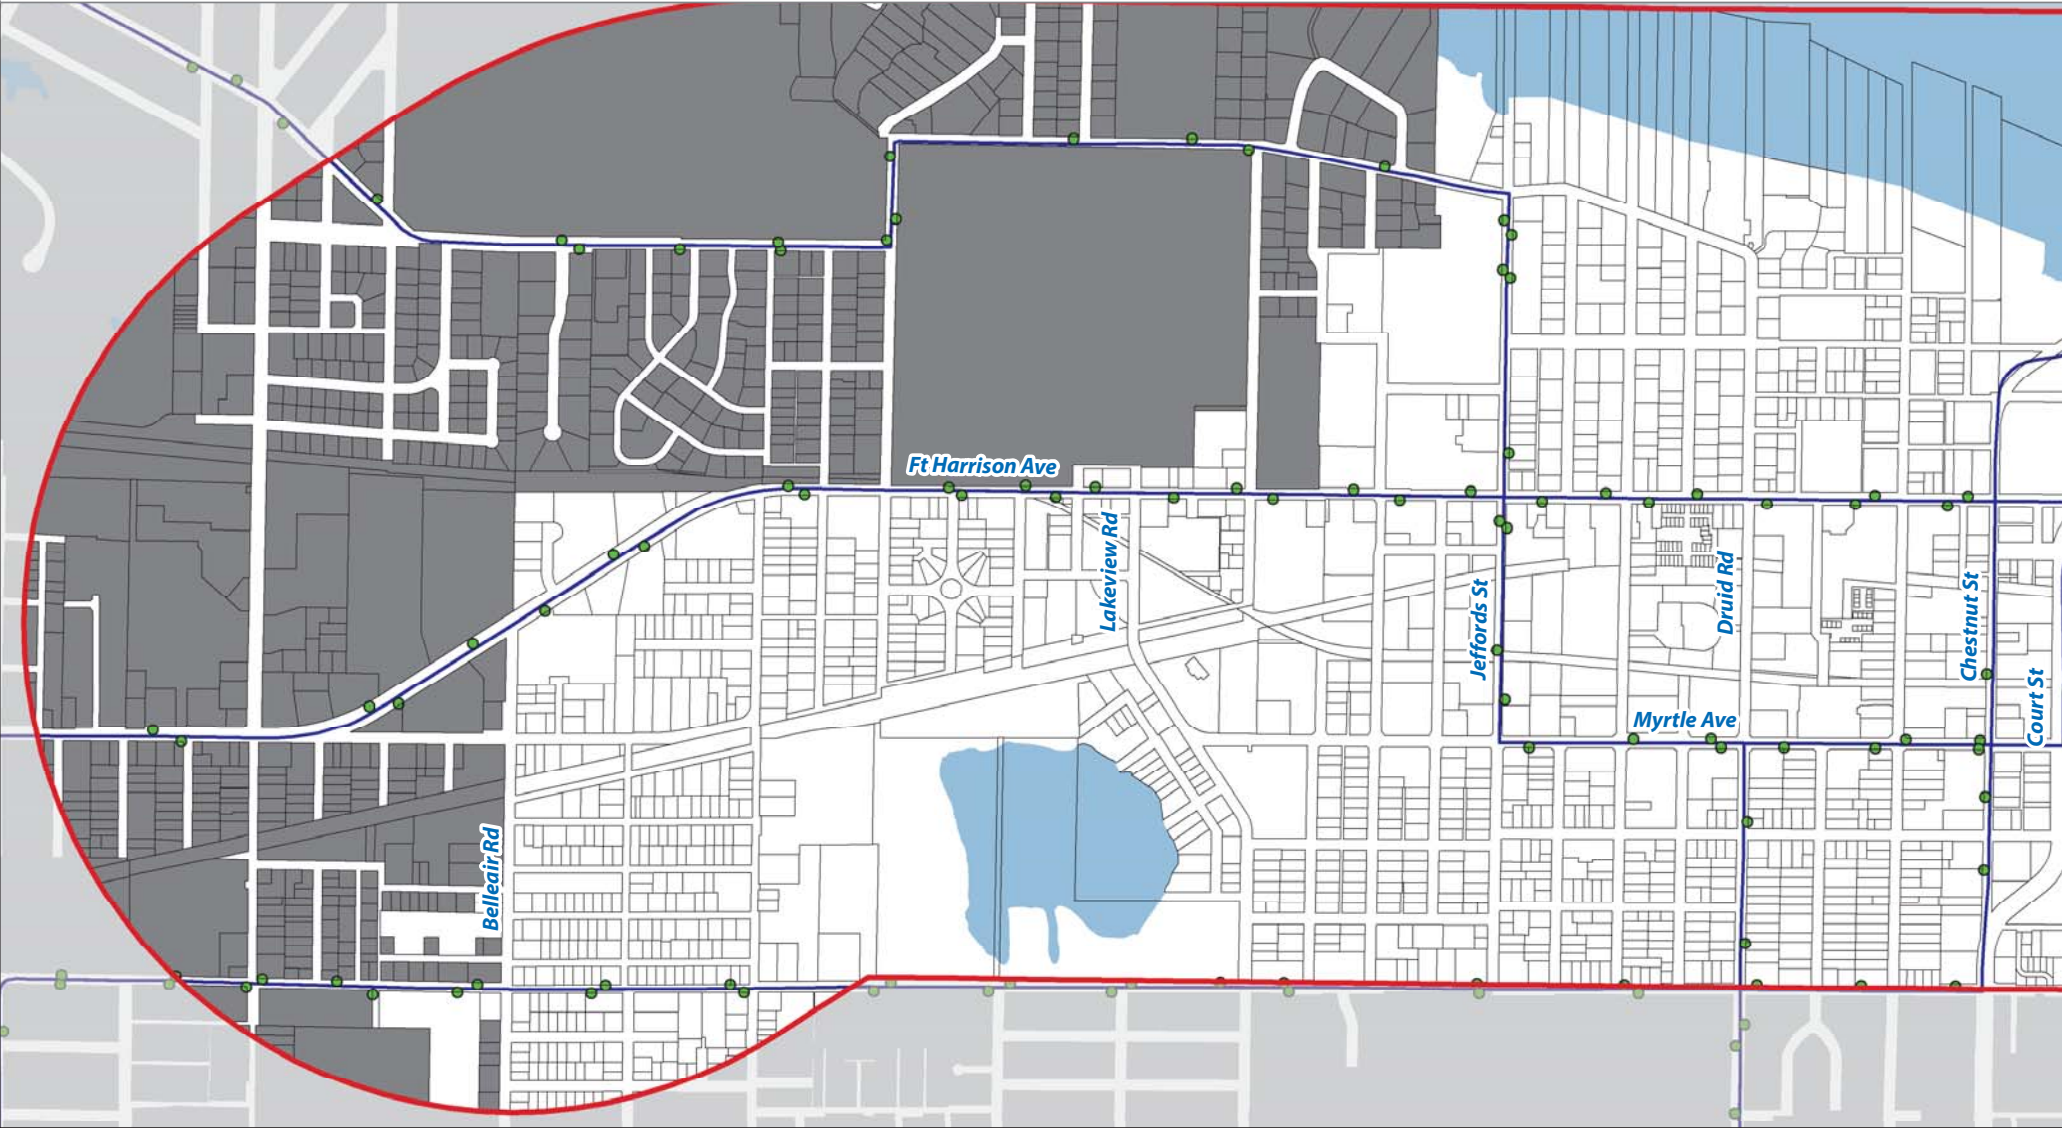 Ft Harrison Ave
Lakeview Rd
Jeffords St
Druid Rd
Chestnut St
Court St
Myrtle Ave
Belleair Rd